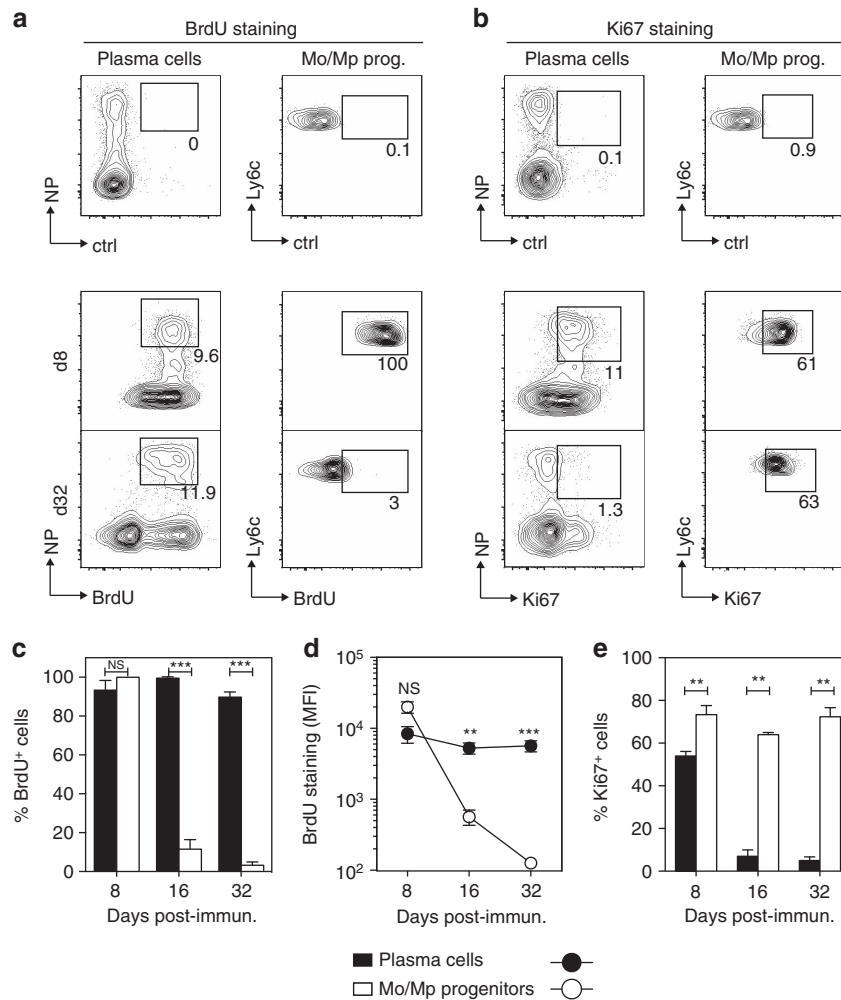 a
BrdU staining
b
Ki67 staining
Plasma cells
Mo/Mp prog.
Plasma cells
Mo/Mp prog.
0
0.1
0.1
0.9
NP
ctrl
Ly6c
ctrl
NP
ctrl
Ly6c
ctrl
d8
9.6
100
11
61
d32
11.9
3
1.3
63
NP
BrdU
Ly6c
BrdU
NP
Ki67
Ly6c
Ki67
c
% BrdU+ cells
100
80
60
40
20
0
NS
***
***
8 16 32
Days post-immun.
d
BrdU staining (MFI)
10^5
10^4
10^3
10^2
NS
**
***
8 16 32
Days post-immun.
e
% Ki67+ cells
100
80
60
40
20
0
**
**
**
8 16 32
Days post-immun.
Plasma cells
Mo/Mp progenitors